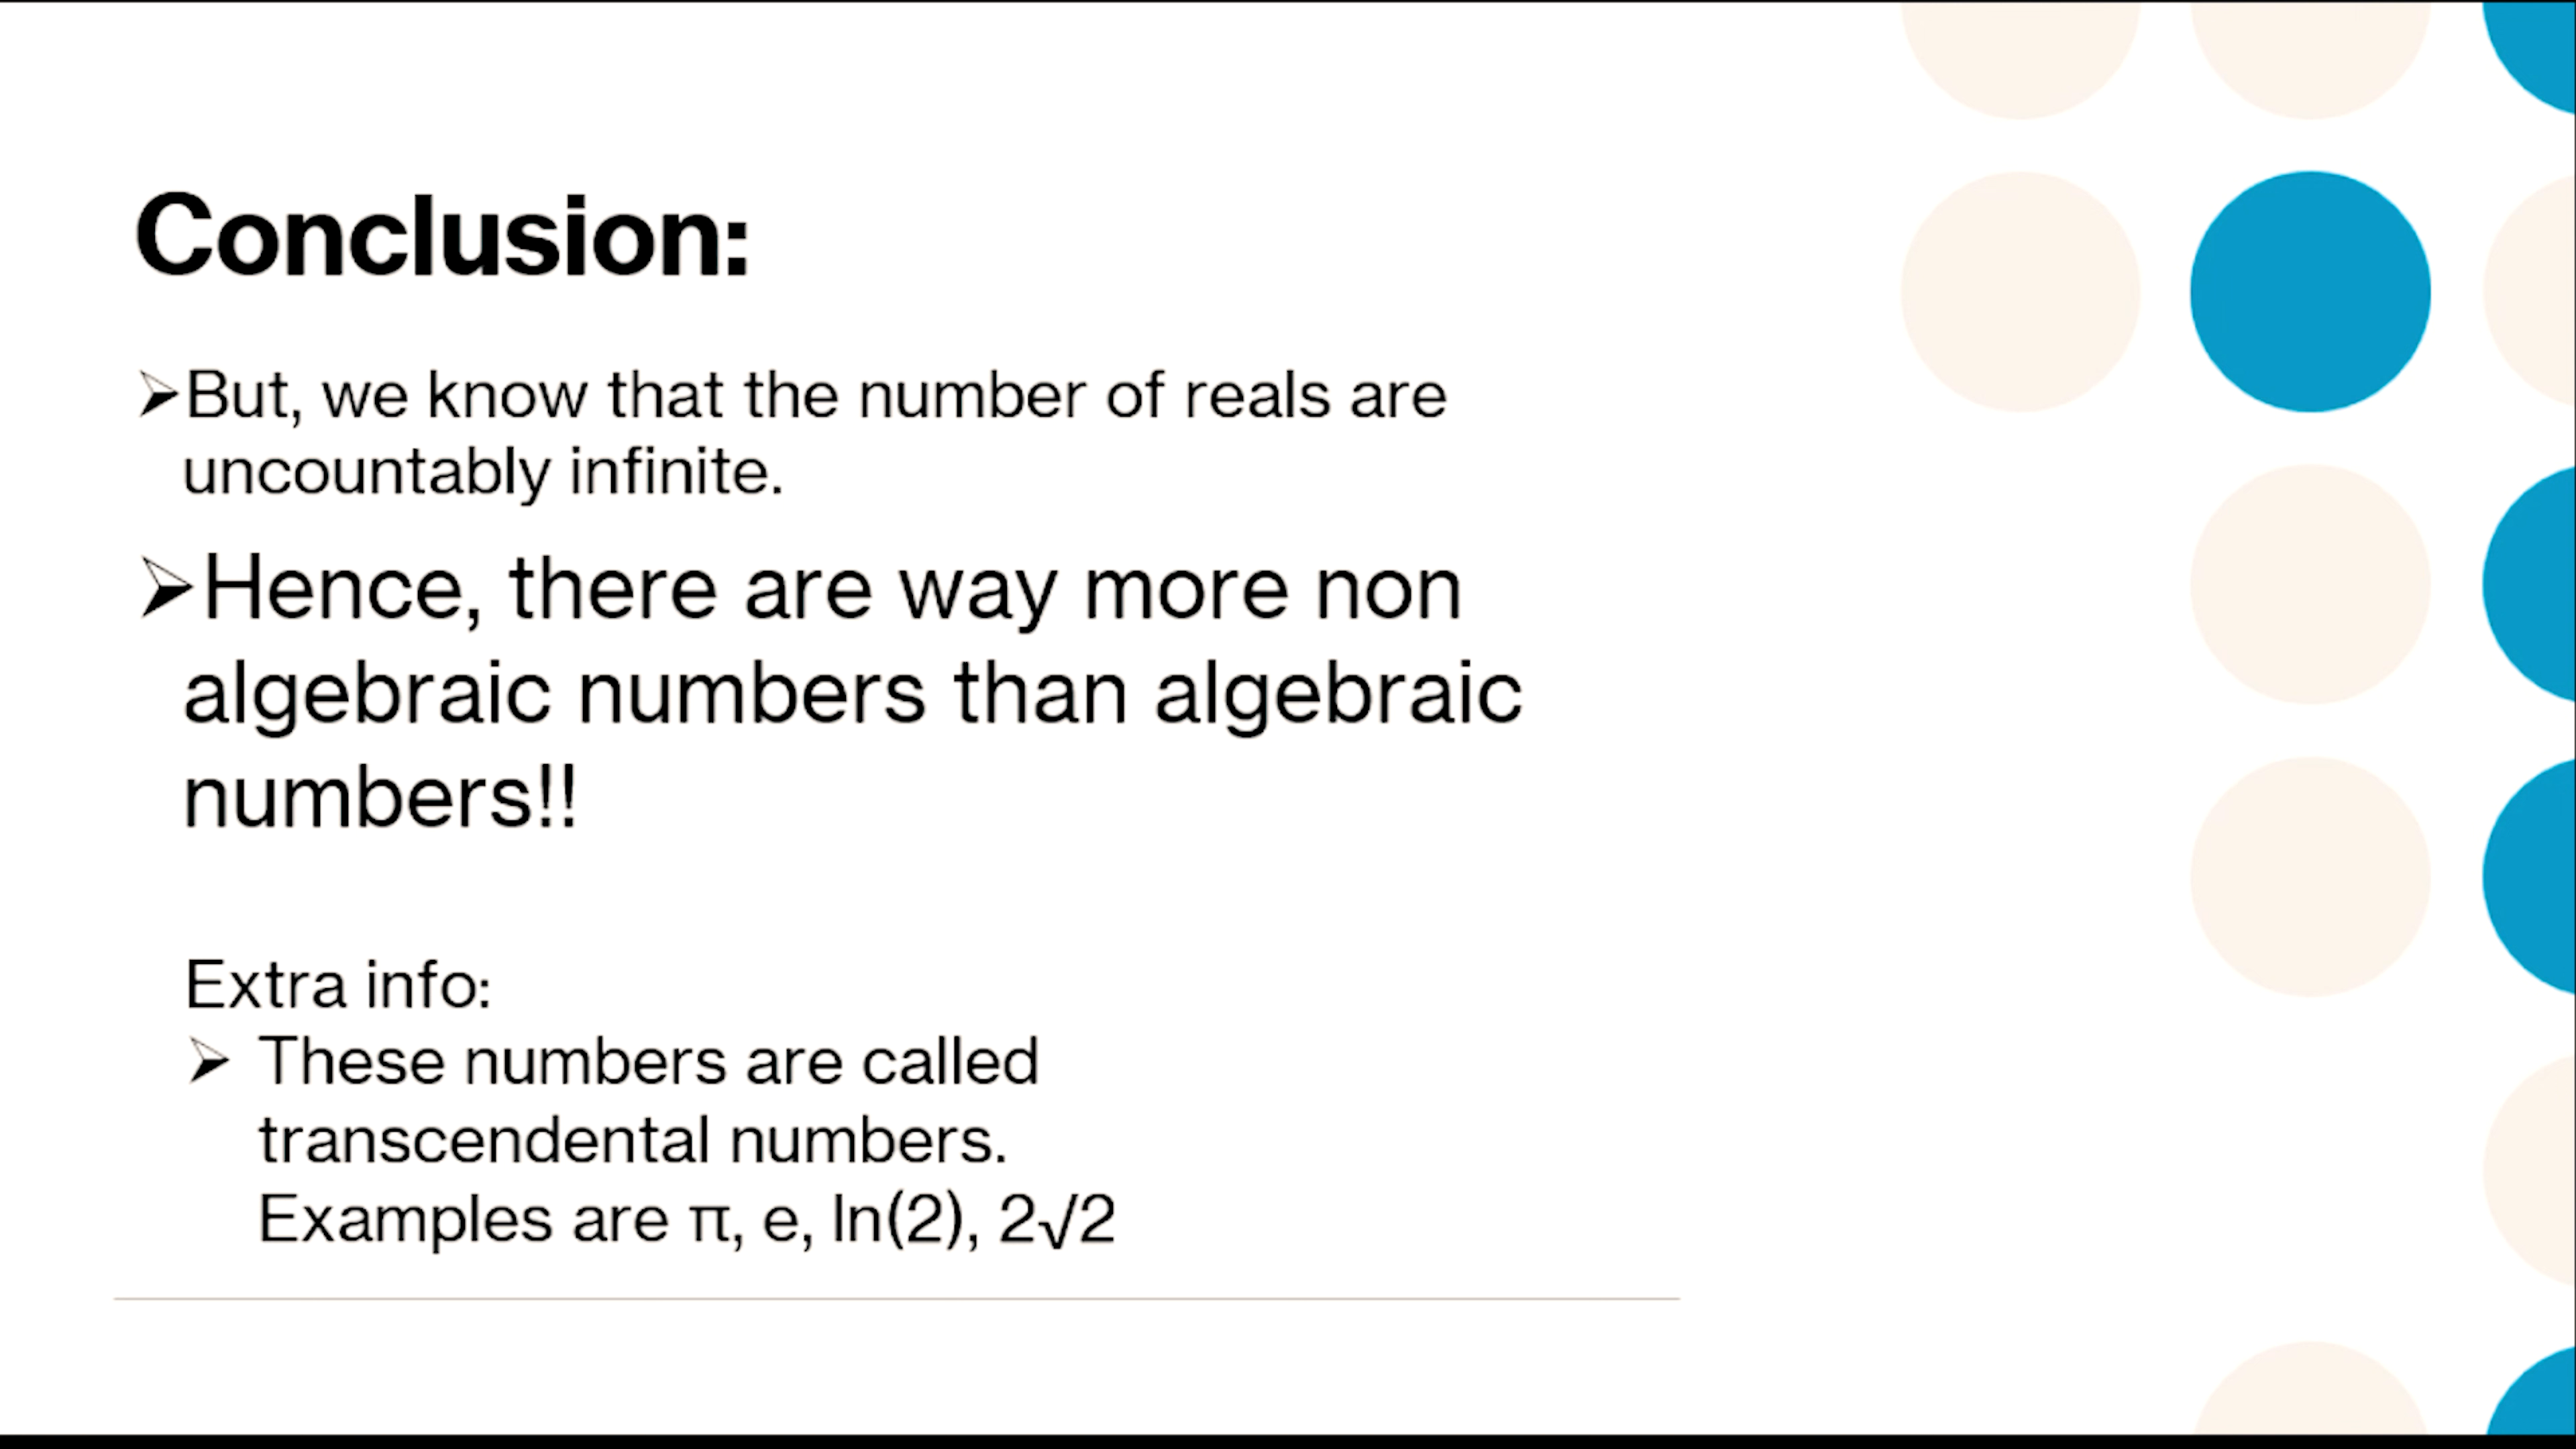 Conclusion:
➢But, we know that the number of reals are
uncountably infinite.
➢Hence, there are way more non
algebraic numbers than algebraic
numbers!!
Extra info:
➢ These numbers are called
transcendental numbers.
Examples are π, e, ln(2), 2√2